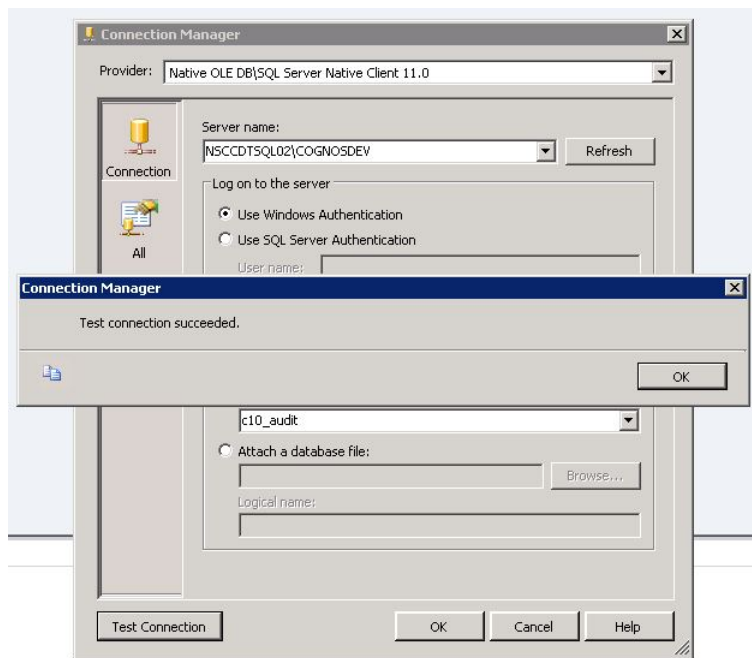 Connection Manager
Provider: Native OLE DB\SQL Server Native Client 11.0
Connection
All
Server name:
NSCCDTSQL02\COGNOSDEV
Refresh
Log on to the server
Use Windows Authentication
Use SQL Server Authentication
User name:
Connection Manager
Test connection succeeded.
OK
c10_audit
Attach a database file:
Browse...
Logical name:
Test Connection
OK
Cancel
Help